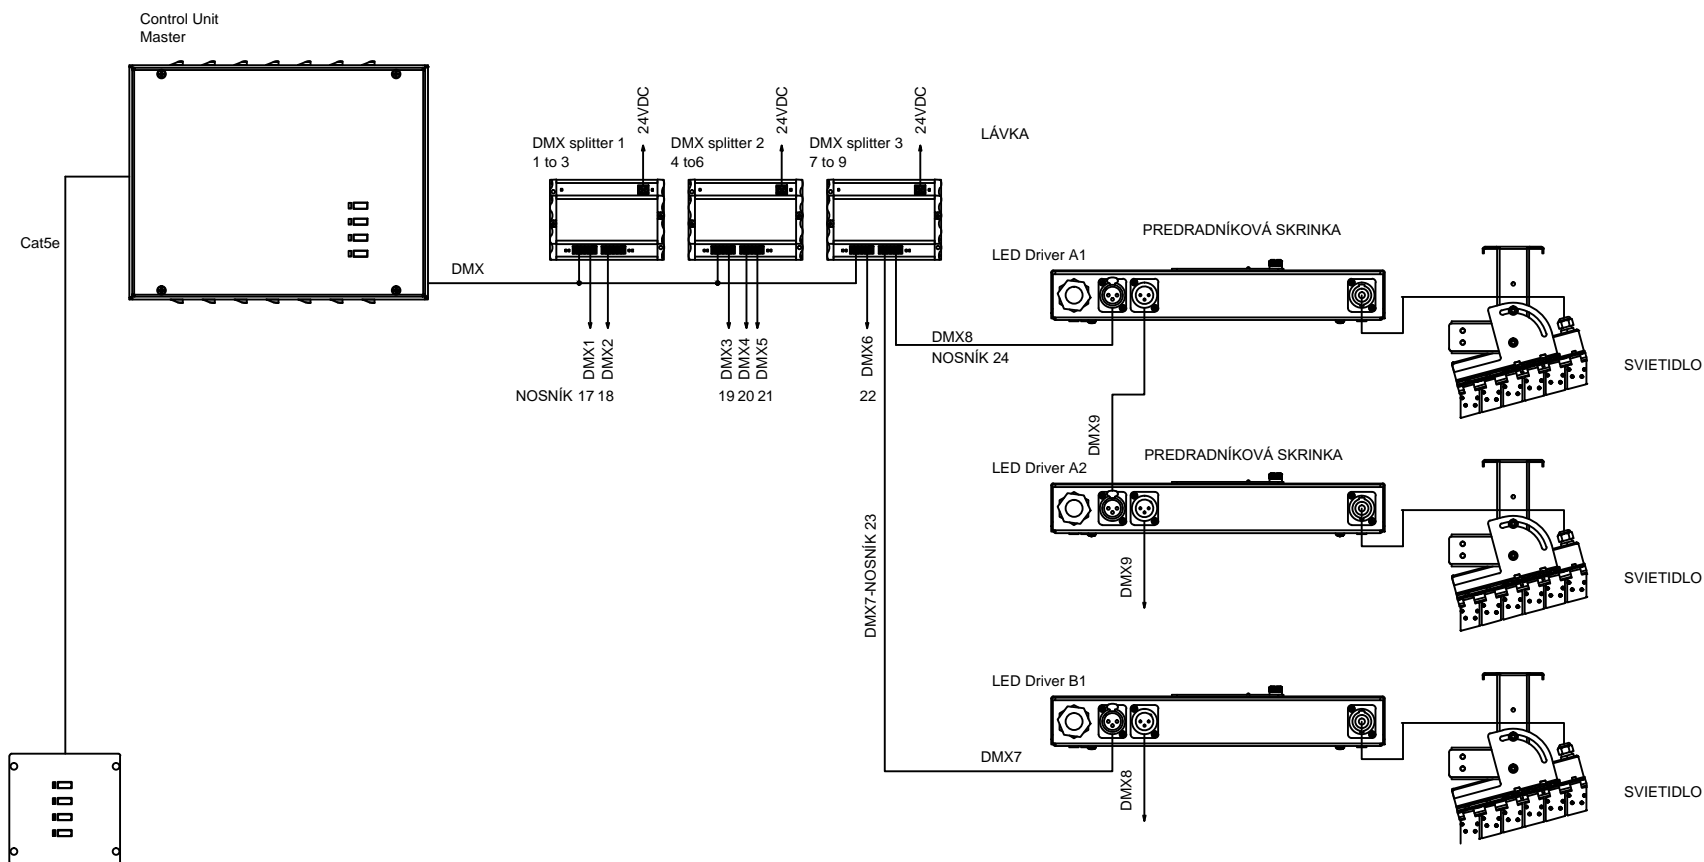 Control Unit
Master
Cat5e
DMX
DMX splitter 1
1 to 3
24VDC
DMX splitter 2
4 to6
24VDC
DMX splitter 3
7 to 9
24VDC
LÁVKA
DMX1
DMX2
DMX3
DMX4
DMX5
DMX6
NOSNÍK 17 18
19 20 21
22
DMX8
NOSNÍK 24
PREDRADNÍKOVÁ SKRINKA
LED Driver A1
SVIETIDLO
DMX9
PREDRADNÍKOVÁ SKRINKA
LED Driver A2
DMX9
SVIETIDLO
DMX7-NOSNÍK 23
LED Driver B1
DMX7
DMX8
SVIETIDLO